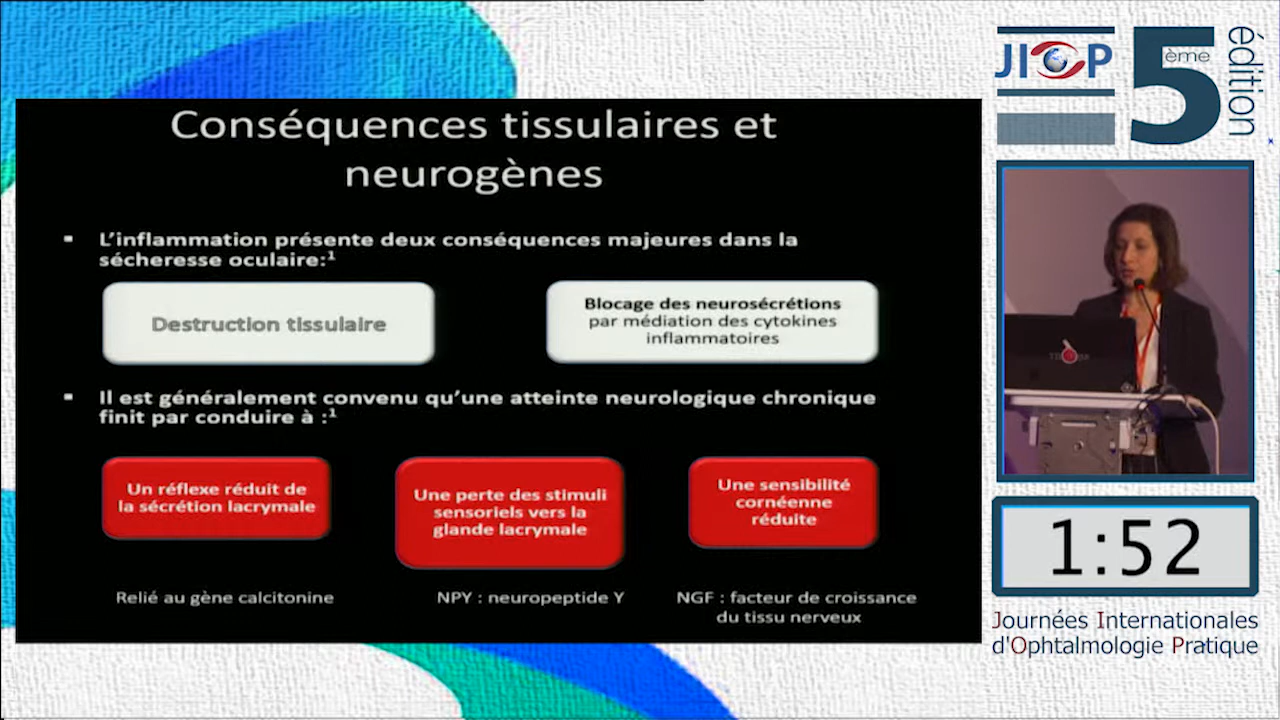 Conséquences tissulaires et
neurogènes
▪ L’inflammation présente deux conséquences majeures dans la
sécheresse oculaire:¹
Destruction tissulaire
Blocage des neurosécrétions
par médiation des cytokines
inflammatoires
▪ Il est généralement convenu qu’une atteinte neurologique chronique
finit par conduire à :¹
Un réflexe réduit de
la sécrétion lacrymale
Une perte des stimuli
sensoriels vers la
glande lacrymale
Une sensibilité
cornéenne
réduite
Relié au gène calcitonine
NPY : neuropeptide Y
NGF : facteur de croissance
du tissu nerveux
JIOP
5
ème
édition
1:52
Journées Internationales
d'Ophtalmologie Pratique